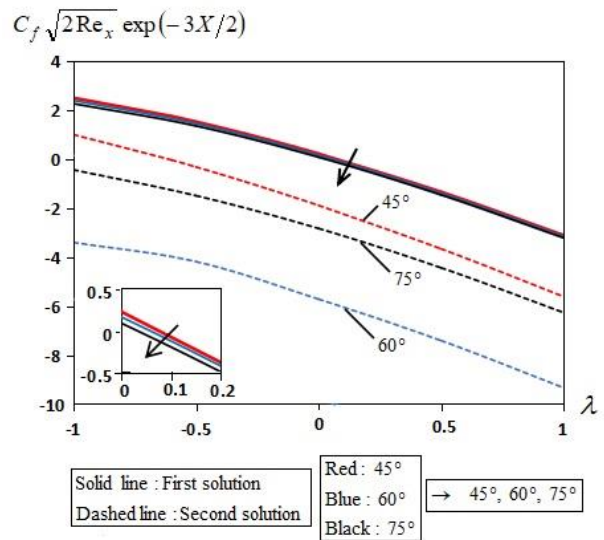 C_f √(2Re_x) exp(−3X/2)
4
2
0
-2
-4
-6
-8
-10
45°
75°
60°
0.5
0
-0.5
0 0.1 0.2
-1 -0.5 0 0.5 1 λ
Solid line : First solution
Dashed line : Second solution
Red : 45°
Blue : 60°
Black : 75°
→ 45°, 60°, 75°